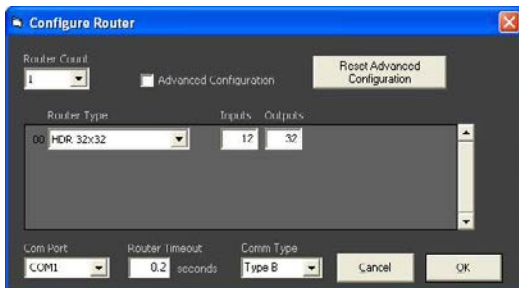 Configure Router
Router Count
1
Advanced Configuration
Reset Advanced
Configuration
Router Type Inputs Outputs
00 HDR 32x32 12 32
Com Port Router Timeout Comm Type
COM1 0.2 seconds Type B Cancel OK